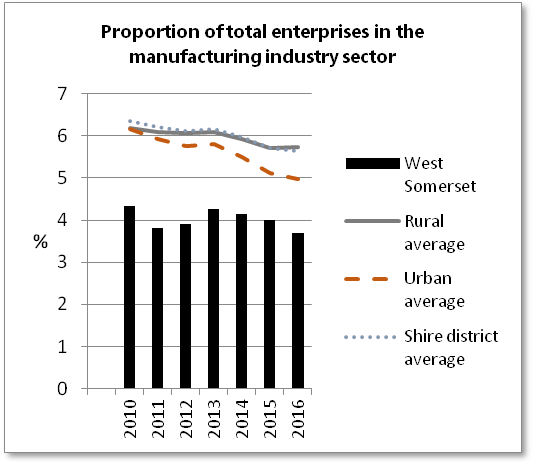 Proportion of total enterprises in the
manufacturing industry sector
7
6
5
4
3
2
1
0
%
2010
2011
2012
2013
2014
2015
2016
West
Somerset
Rural
average
Urban
average
Shire district
average